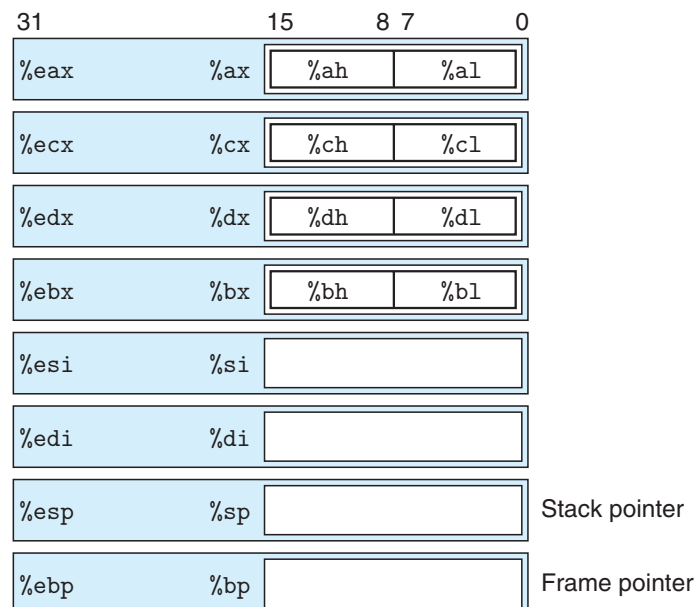 31 15 8 7 0
%eax %ax %ah %al
%ecx %cx %ch %cl
%edx %dx %dh %dl
%ebx %bx %bh %bl
%esi %si
%edi %di
%esp %sp Stack pointer
%ebp %bp Frame pointer